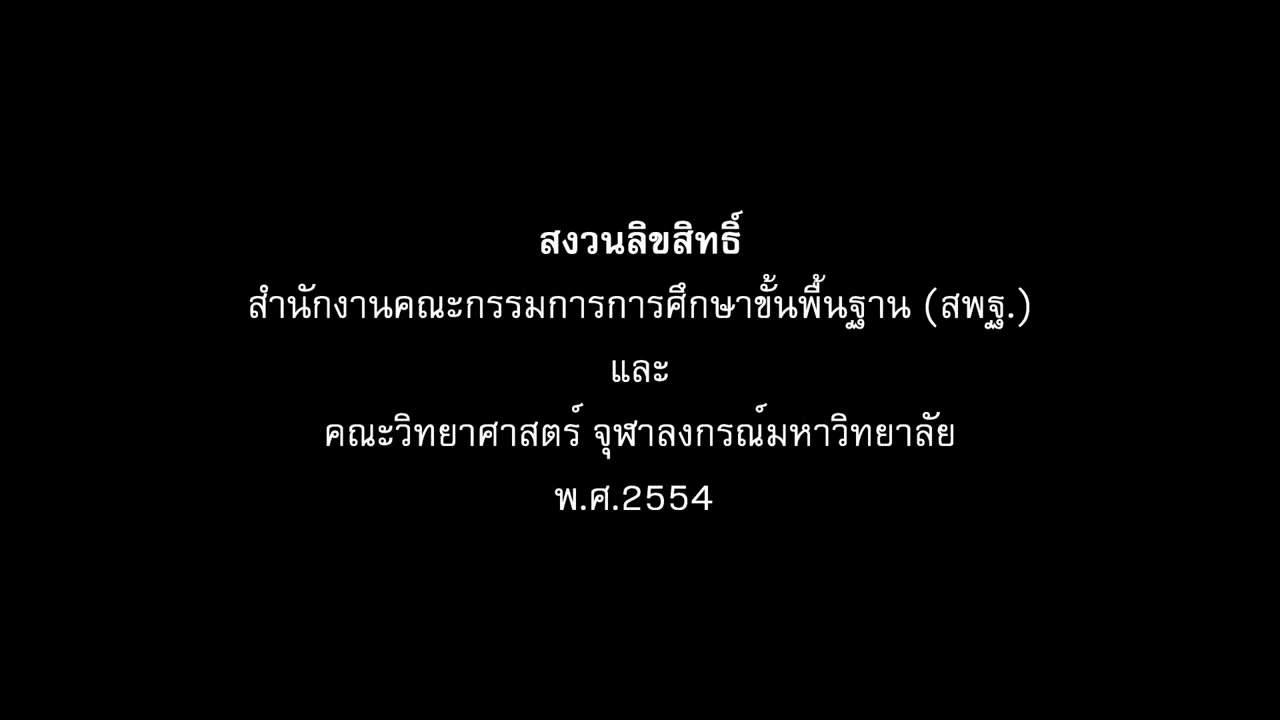 สงวนลิขสิทธิ์
สำนักงานคณะกรรมการการศึกษาขั้นพื้นฐาน (สพฐ.)
และ
คณะวิทยาศาสตร์ จุฬาลงกรณ์มหาวิทยาลัย
พ.ศ.2554